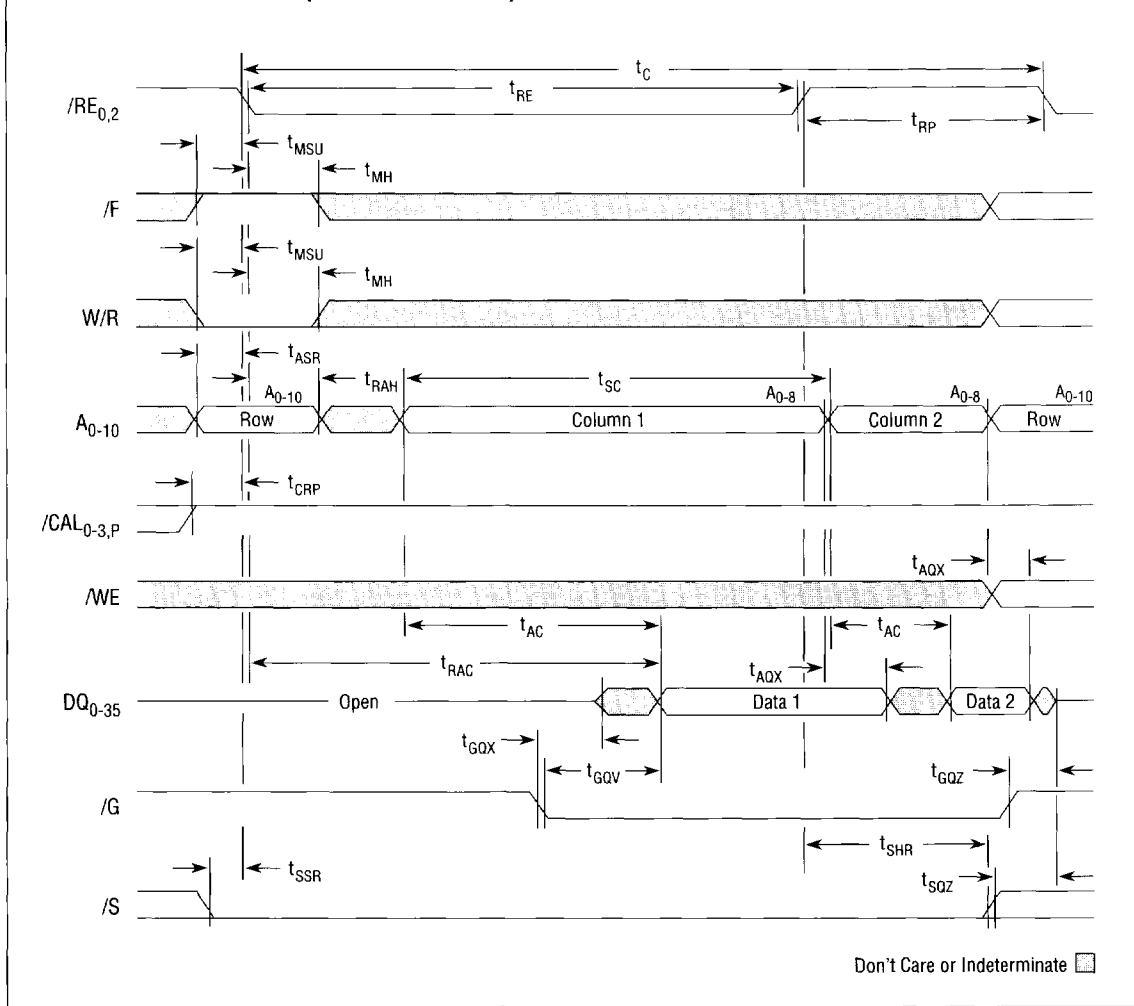 t_C
t_RE
/RE_0,2
t_RP
t_MSU
t_MH
/F
t_MSU
t_MH
W/R
t_ASR
t_RAH
t_SC
A_0-10
A_0-8
A_0-8
A_0-10
A_0-10
Row
Column 1
Column 2
Row
t_CRP
/CAL_0-3,P
t_AQX
/WE
t_AC
t_AC
t_RAC
t_AQX
DQ_0-35
Open
Data 1
Data 2
t_GQX
t_GQV
t_GQZ
/G
t_SHR
t_SSR
t_SQZ
/S
Don't Care or Indeterminate